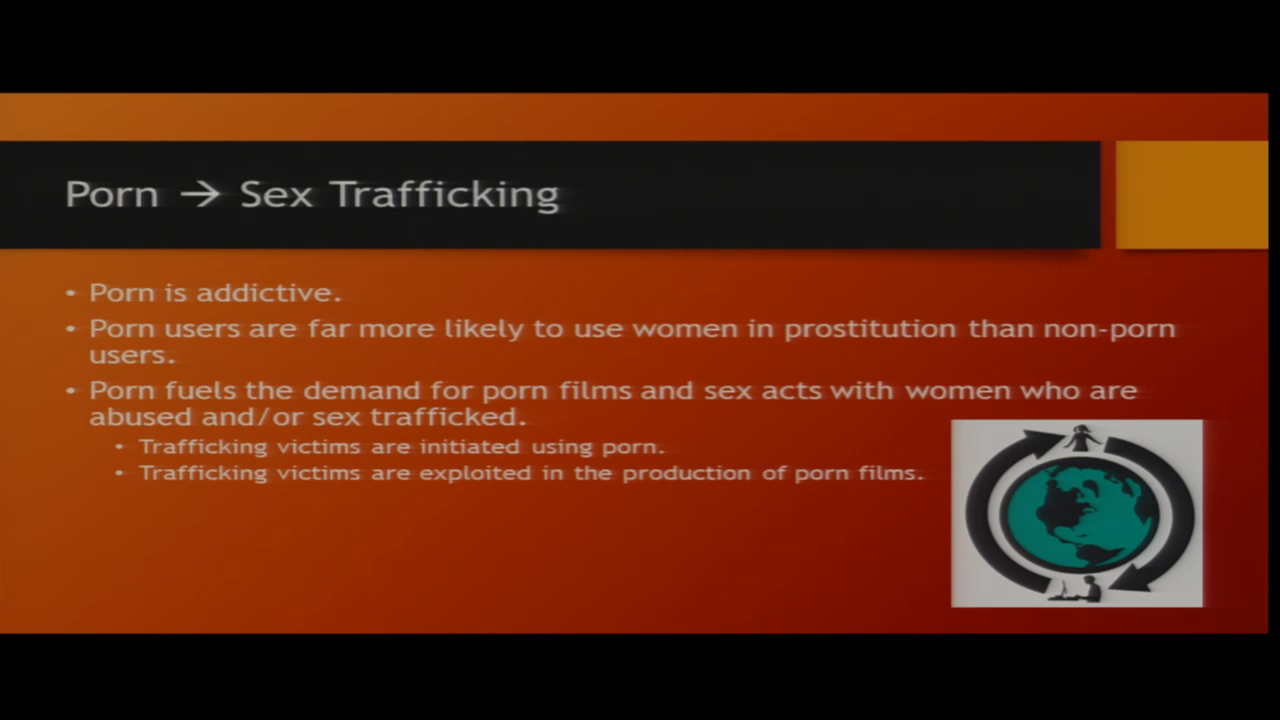 Porn → Sex Trafficking
• Porn is addictive.
• Porn users are far more likely to use women in prostitution than non-porn
users.
• Porn fuels the demand for porn films and sex acts with women who are
abused and/or sex trafficked.
• Trafficking victims are initiated using porn.
• Trafficking victims are exploited in the production of porn films.